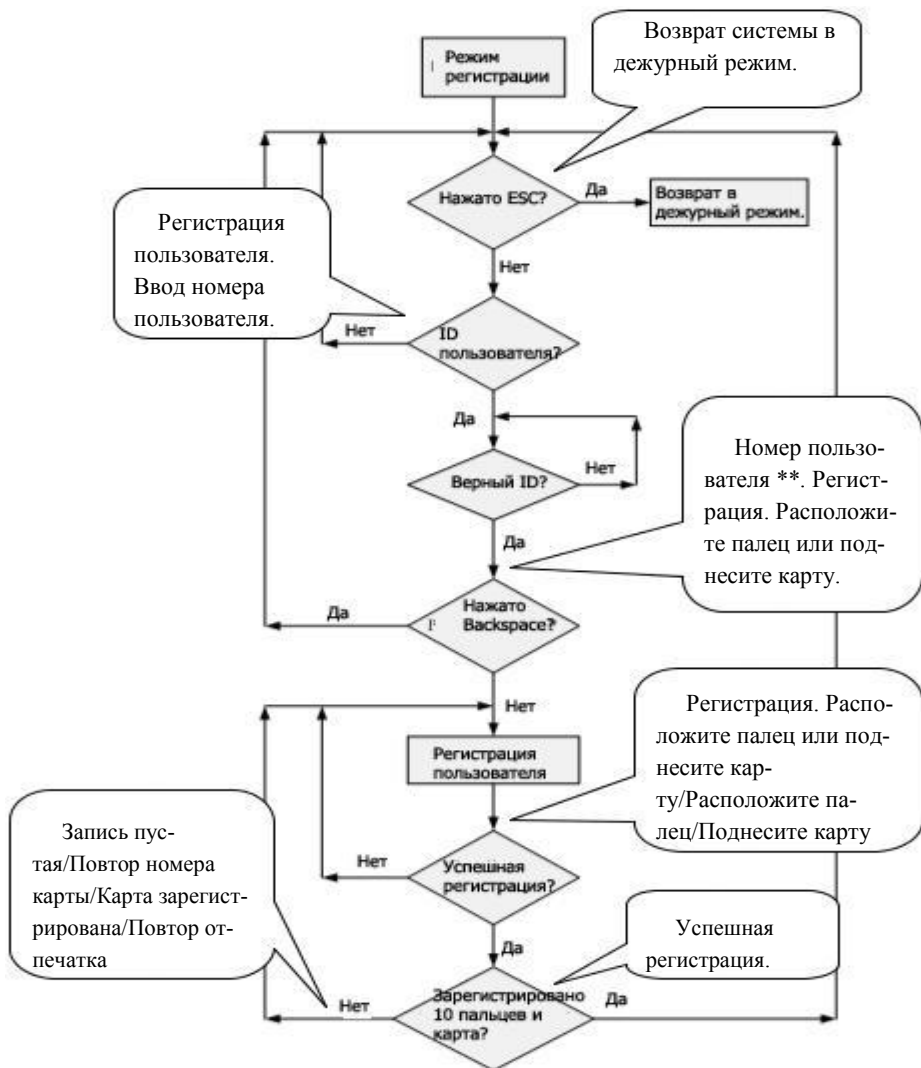 Режим
регистрации
Возврат системы в
дежурный режим.
Нажато ESC?
Да
Возврат в
дежурный режим.
Регистрация
пользователя.
Ввод номера
пользователя.
Нет
Нет
ID
пользователя?
Да
Верный ID?
Нет
Номер пользо-
вателя **. Регист-
рация. Расположи-
те палец или под-
несите карту.
Да
Да
Нажато
Backspace?
Нет
Регистрация
пользователя
Регистрация. Распо-
ложите палец или под-
несите кар-
ту/Расположите па-
лец/Поднесите карту
Запись пус-
тая/Повтор номера
карты/Карта зарегист-
рирована/Повтор от-
печатка
Нет
Успешная
регистрация?
Да
Успешная
регистрация.
Нет
Зарегистрировано
10 пальцев и
карта?
Да